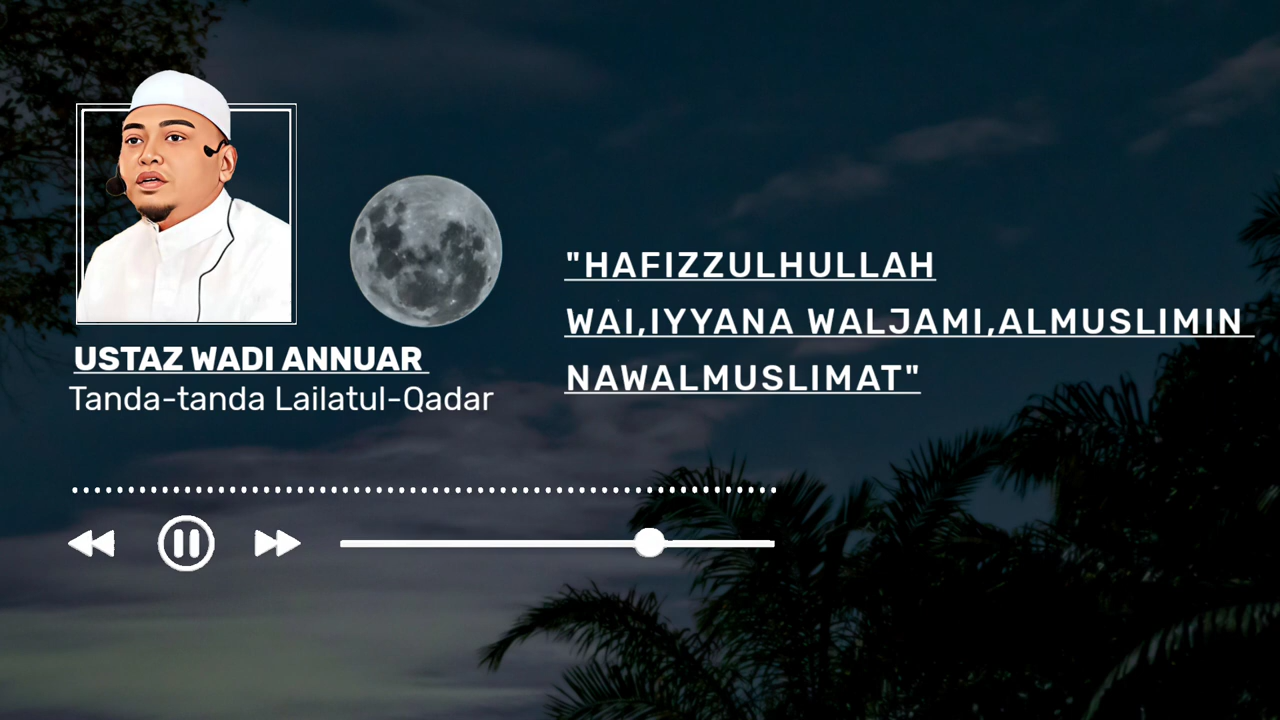 USTAZ WADI ANNUAR
Tanda-tanda Lailatul-Qadar
"HAFIZZULHULLAH
WAI,IYYANA WALJAMI,ALMUSLIMIN
NAWALMUSLIMAT"